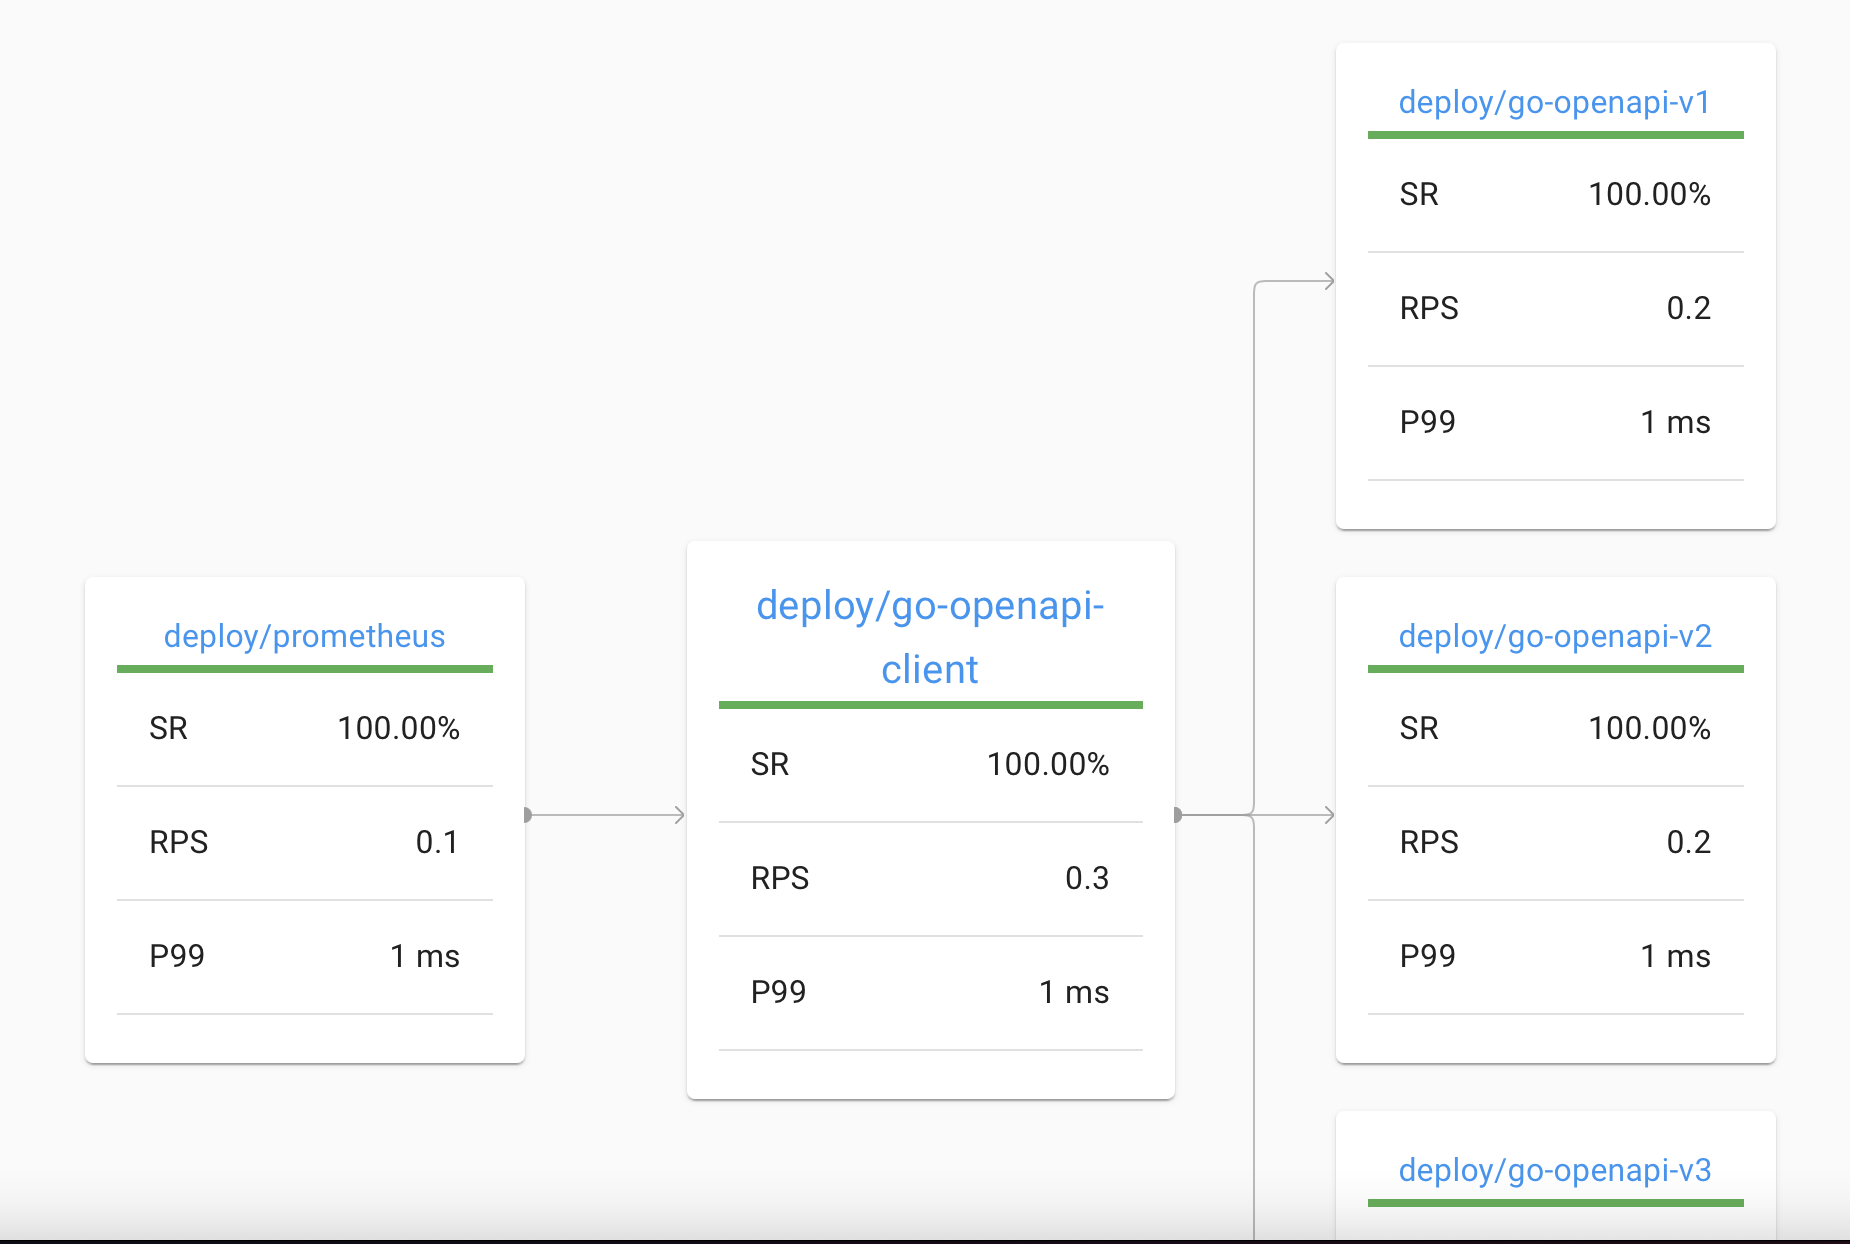 deploy/prometheus
SR 100.00%
RPS 0.1
P99 1 ms
deploy/go-openapi-
client
SR 100.00%
RPS 0.3
P99 1 ms
deploy/go-openapi-v1
SR 100.00%
RPS 0.2
P99 1 ms
deploy/go-openapi-v2
SR 100.00%
RPS 0.2
P99 1 ms
deploy/go-openapi-v3